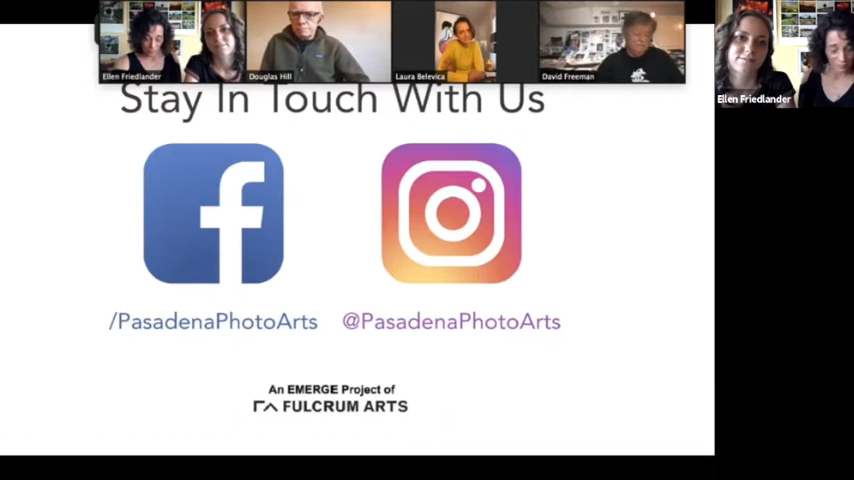 Ellen Friedlander
Douglas Hill
Laura Belevica
David Freeman
Ellen Friedlander
Stay In Touch With Us
/PasadenaPhotoArts
@PasadenaPhotoArts
An EMERGE Project of
FULCRUM ARTS